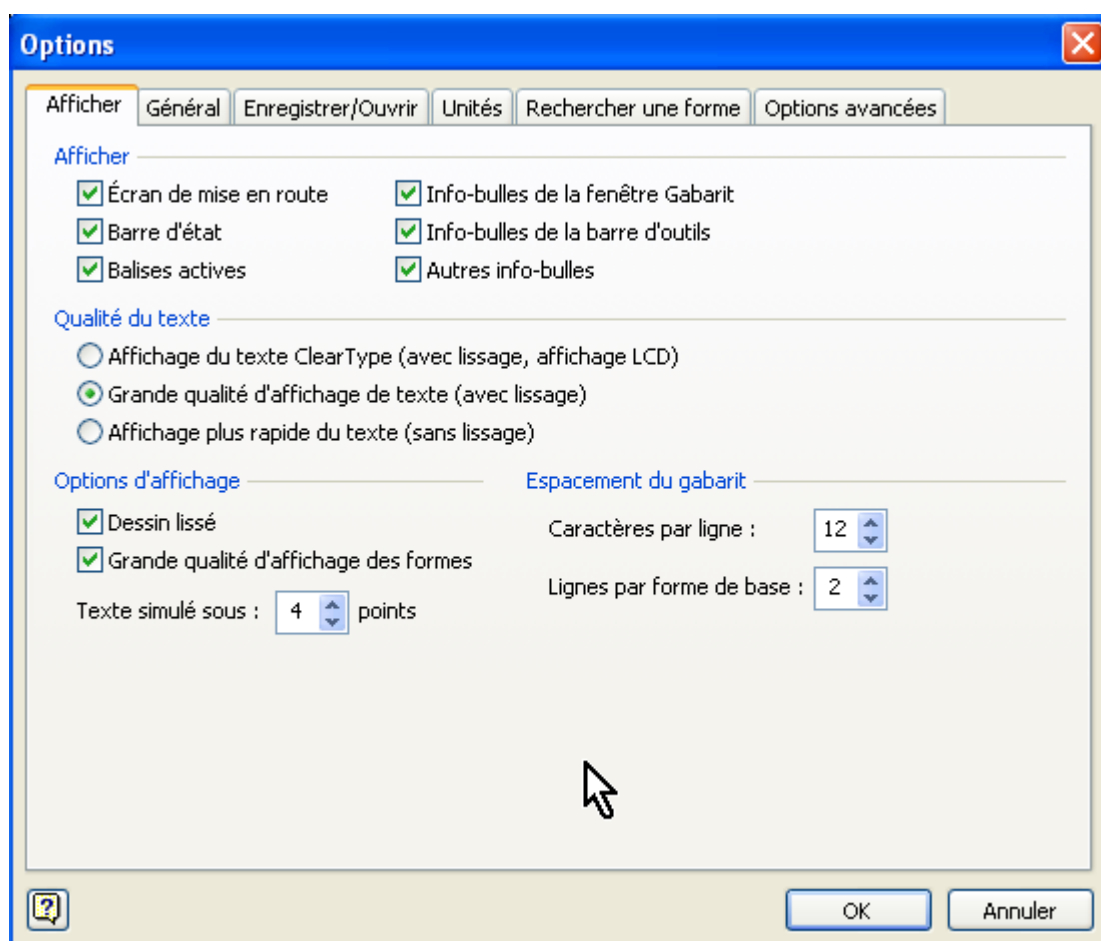 Options
Afficher Général Enregistrer/Ouvrir Unités Rechercher une forme Options avancées
Afficher
Écran de mise en route Info-bulles de la fenêtre Gabarit
Barre d'état Info-bulles de la barre d'outils
Balises actives Autres info-bulles
Qualité du texte
Affichage du texte ClearType (avec lissage, affichage LCD)
Grande qualité d'affichage de texte (avec lissage)
Affichage plus rapide du texte (sans lissage)
Options d'affichage Espacement du gabarit
Dessin lissé Caractères par ligne : 12
Grande qualité d'affichage des formes
Lignes par forme de base : 2
Texte simulé sous : 4 points
OK Annuler